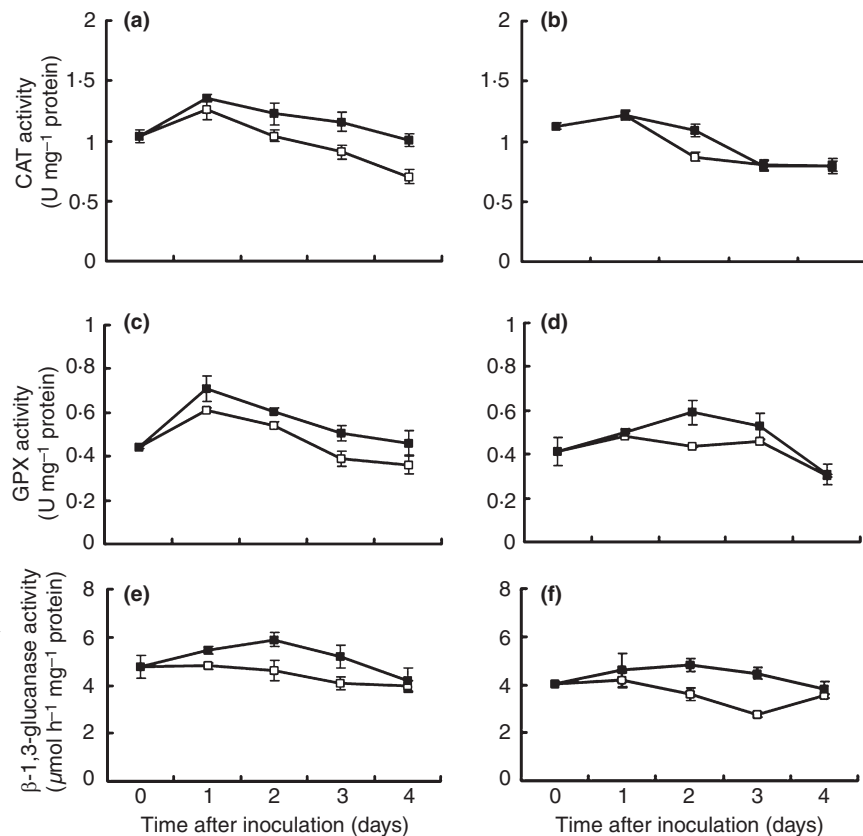 (a)
2
1·5
1
0·5
0
CAT activity
(U mg⁻¹ protein)
(b)
2
1·5
1
0·5
0
(c)
1
0·8
0·6
0·4
0·2
0
GPX activity
(U mg⁻¹ protein)
(d)
1
0·8
0·6
0·4
0·2
0
(e)
8
6
4
2
0
β-1,3-glucanase activity
(µmol h⁻¹ mg⁻¹ protein)
0 1 2 3 4
Time after inoculation (days)
(f)
8
6
4
2
0
0 1 2 3 4
Time after inoculation (days)